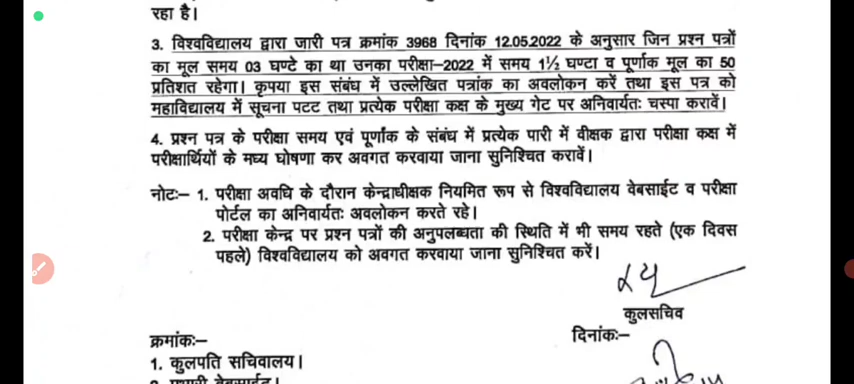 रहा है।
3. विश्वविद्यालय द्वारा जारी पत्र क्रमांक 3968 दिनांक 12.05.2022 के अनुसार जिन प्रश्न पत्रों
का मूल समय 03 घण्टे का था उनका परीक्षा-2022 में समय 1½ घण्टा व पूर्णांक मूल का 50
प्रतिशत रहेगा। कृपया इस संबंध में उल्लेखित पत्रांक का अवलोकन करें तथा इस पत्र को
महाविद्यालय में सूचना पटट तथा प्रत्येक परीक्षा कक्ष के मुख्य गेट पर अनिवार्यतः चस्पा करावें।
4. प्रश्न पत्र के परीक्षा समय एवं पूर्णांक के संबंध में प्रत्येक पारी में वीक्षक द्वारा परीक्षा कक्ष में
परीक्षार्थियों के मध्य घोषणा कर अवगत करवाया जाना सुनिश्चित करावें।
नोटः- 1. परीक्षा अवधि के दौरान केन्द्राधीक्षक नियमित रूप से विश्वविद्यालय वेबसाईट व परीक्षा
पोर्टल का अनिवार्यतः अवलोकन करते रहे।
2. परीक्षा केन्द्र पर प्रश्न पत्रों की अनुपलब्धता की स्थिति में भी समय रहते (एक दिवस
पहले) विश्वविद्यालय को अवगत करवाया जाना सुनिश्चित करें।
कुलसचिव
क्रमांकः- दिनांकः-
1. कुलपति सचिवालय।
2. प्रभारी वेबसाईट।